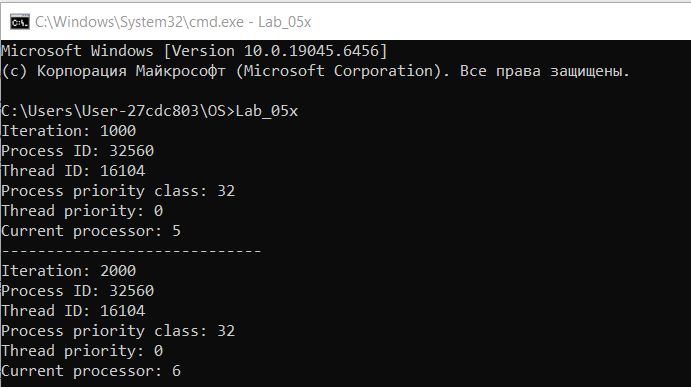 C:\Windows\System32\cmd.exe - Lab_05x
Microsoft Windows [Version 10.0.19045.6456]
(c) Корпорация Майкрософт (Microsoft Corporation). Все права защищены.
C:\Users\User-27cdc803\OS>Lab_05x
Iteration: 1000
Process ID: 32560
Thread ID: 16104
Process priority class: 32
Thread priority: 0
Current processor: 5
-----------------------------
Iteration: 2000
Process ID: 32560
Thread ID: 16104
Process priority class: 32
Thread priority: 0
Current processor: 6